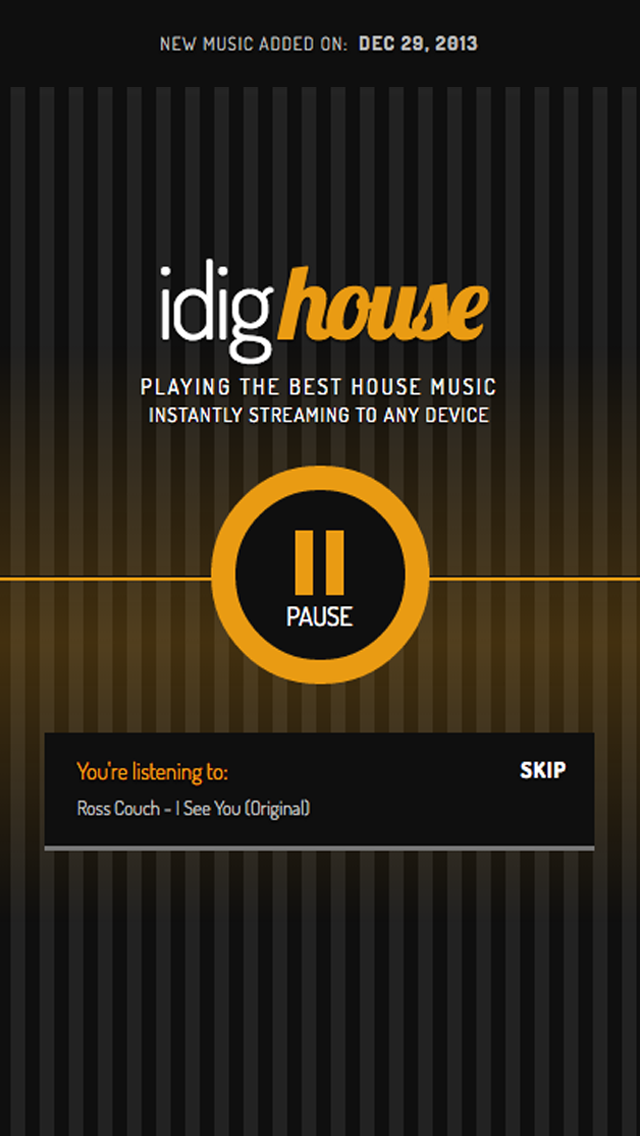 NEW MUSIC ADDED ON: DEC 29, 2013
idighouse
PLAYING THE BEST HOUSE MUSIC
INSTANTLY STREAMING TO ANY DEVICE
PAUSE
You're listening to: SKIP
Ross Couch - I See You (Original)